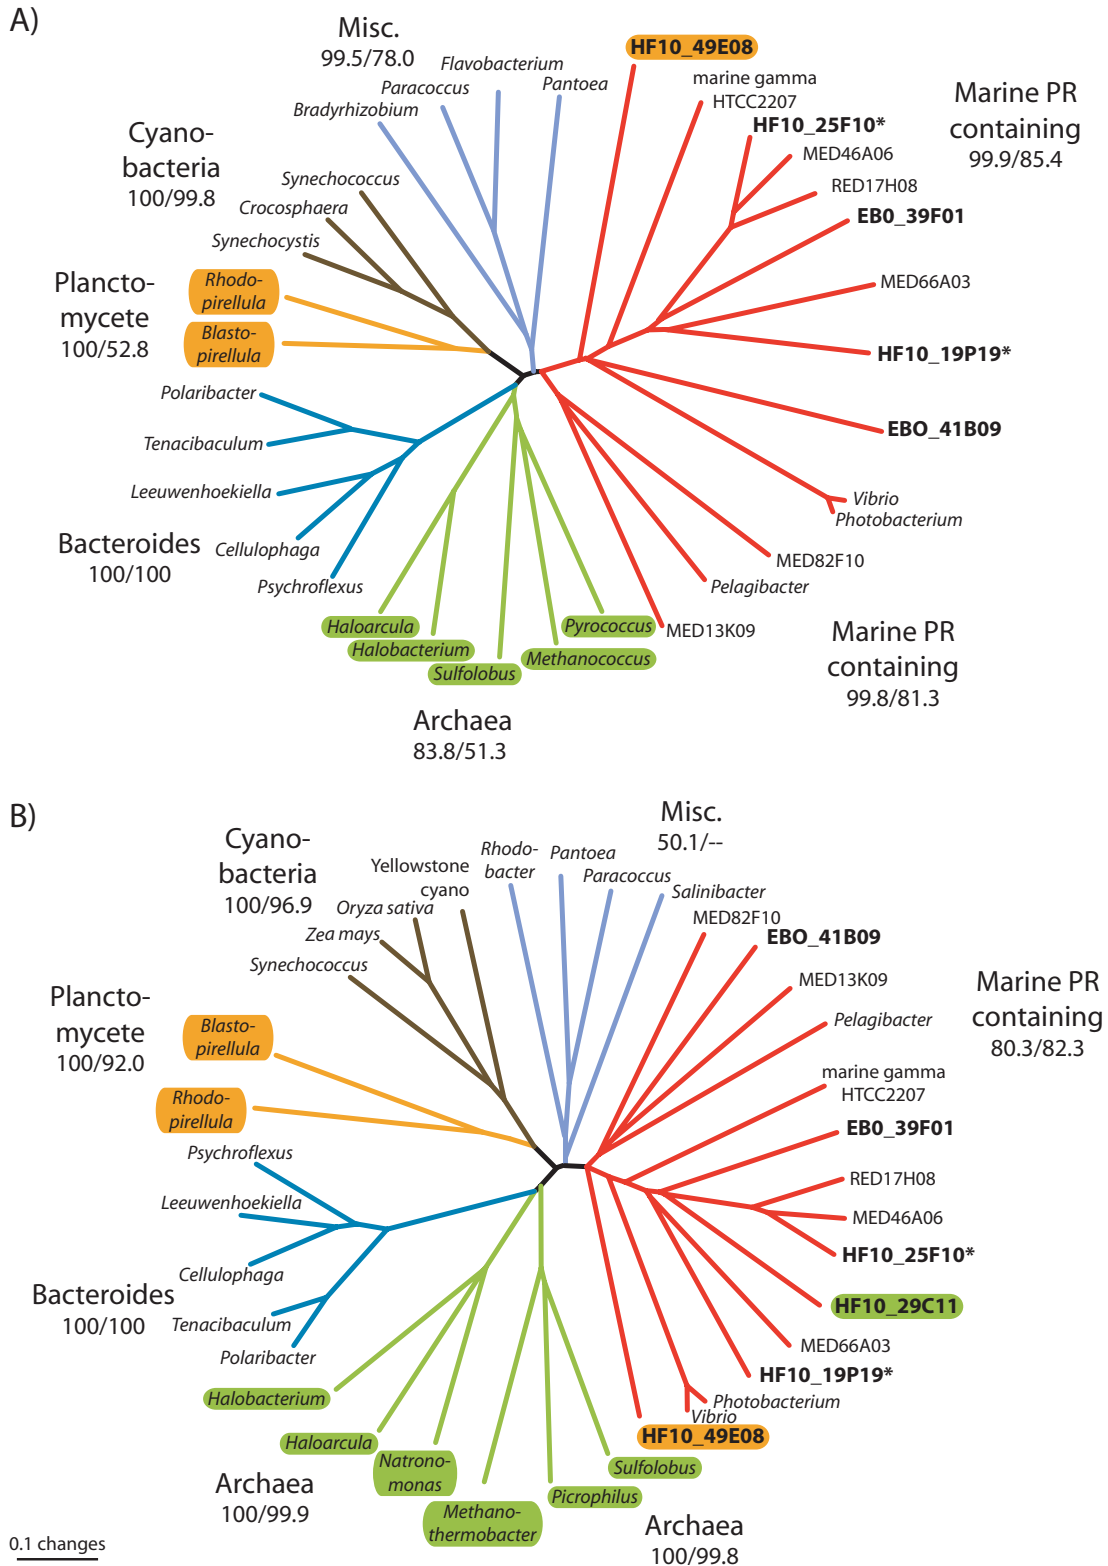 A)
Misc.
99.5/78.0
Flavobacterium
Paracoccus
Pantoea
Bradyrhizobium
HF10_49E08
marine gamma
HTCC2207
HF10_25F10*
MED46A06
RED17H08
EB0_39F01
Marine PR
containing
99.9/85.4
Cyano-
bacteria
100/99.8
Synechococcus
Crocosphaera
Synechocystis
Plancto-
mycete
100/52.8
Rhodo-
pirellula
Blasto-
pirellula
MED66A03
HF10_19P19*
EBO_41B09
Polaribacter
Tenacibaculum
Leeuwenhoekiella
Bacteroides
100/100
Cellulophaga
Psychroflexus
Vibrio
Photobacterium
MED82F10
Pelagibacter
MED13K09
Haloarcula
Halobacterium
Sulfolobus
Methanococcus
Pyrococcus
Marine PR
containing
99.8/81.3
Archaea
83.8/51.3
B)
Misc.
50.1/--
Cyano-
bacteria
100/96.9
Yellowstone
cyano
Oryza sativa
Zea mays
Synechococcus
Rhodo-
bacter
Pantoea
Paracoccus
Salinibacter
MED82F10
EBO_41B09
MED13K09
Pelagibacter
Marine PR
containing
80.3/82.3
Plancto-
mycete
100/92.0
Blasto-
pirellula
Rhodo-
pirellula
marine gamma
HTCC2207
EB0_39F01
RED17H08
MED46A06
HF10_25F10*
HF10_29C11
MED66A03
HF10_19P19*
Photobacterium
Vibrio
HF10_49E08
Psychroflexus
Leeuwenhoekiella
Cellulophaga
Bacteroides
100/100
Tenacibaculum
Polaribacter
Halobacterium
Haloarcula
Natrono-
monas
Methano-
thermobacter
Picrophilus
Sulfolobus
Archaea
100/99.9
Archaea
100/99.8
0.1 changes